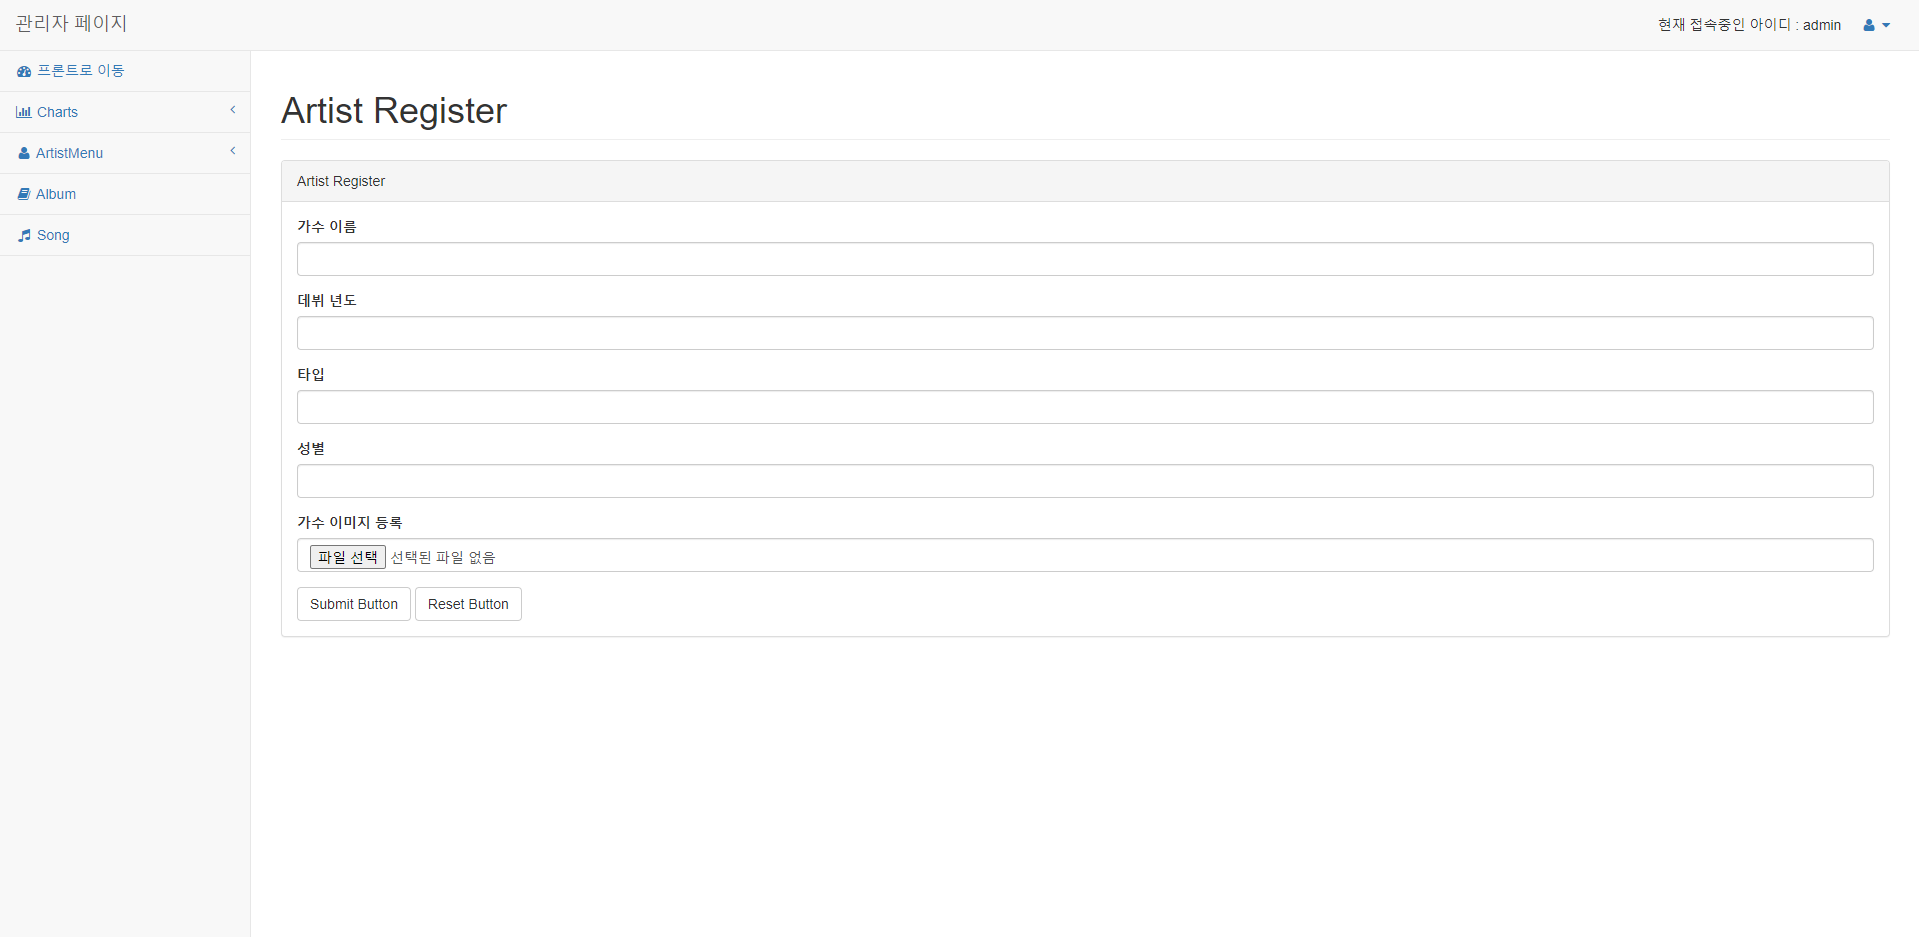 관리자 페이지
현재 접속중인 아이디 : admin
프론트로 이동
Charts
ArtistMenu
Album
Song
Artist Register
Artist Register
가수 이름
데뷔 년도
타입
성별
가수 이미지 등록
파일 선택 선택된 파일 없음
Submit Button Reset Button